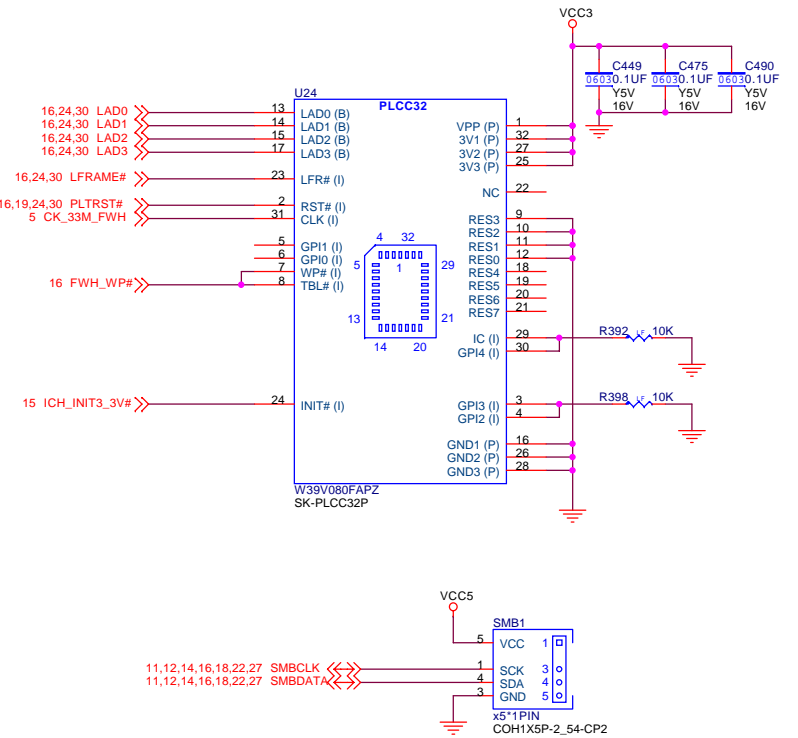 VCC3
C449
0603 0.1UF
Y5V
16V
C475
0603 0.1UF
Y5V
16V
C490
0603 0.1UF
Y5V
16V
U24
PLCC32
16,24,30 LAD0
16,24,30 LAD1
16,24,30 LAD2
16,24,30 LAD3
16,24,30 LFRAME#
16,19,24,30 PLTRST#
5 CK_33M_FWH
16 FWH_WP#
15 ICH_INIT3_3V#
13 LAD0 (B)
14 LAD1 (B)
15 LAD2 (B)
17 LAD3 (B)
23 LFR# (I)
2 RST# (I)
31 CLK (I)
5 GPI1 (I)
6 GPI0 (I)
7 WP# (I)
8 TBL# (I)
24 INIT# (I)
4 32
5 1 29
13 21
14 20
VPP (P) 1
3V1 (P) 32
3V2 (P) 27
3V3 (P) 25
NC 22
RES3 9
RES2 10
RES1 11
RES0 12
RES4 18
RES5 19
RES6 20
RES7 21
IC (I) 29
GPI4 (I) 30
GPI3 (I) 3
GPI2 (I) 4
GND1 (P) 16
GND2 (P) 26
GND3 (P) 28
R392 LF 10K
R398 LF 10K
W39V080FAPZ
SK-PLCC32P
VCC5
SMB1
11,12,14,16,18,22,27 SMBCLK
11,12,14,16,18,22,27 SMBDATA
5 VCC 1
1 SCK 3
4 SDA 4
3 GND 5
x5*1PIN
COH1X5P-2_54-CP2